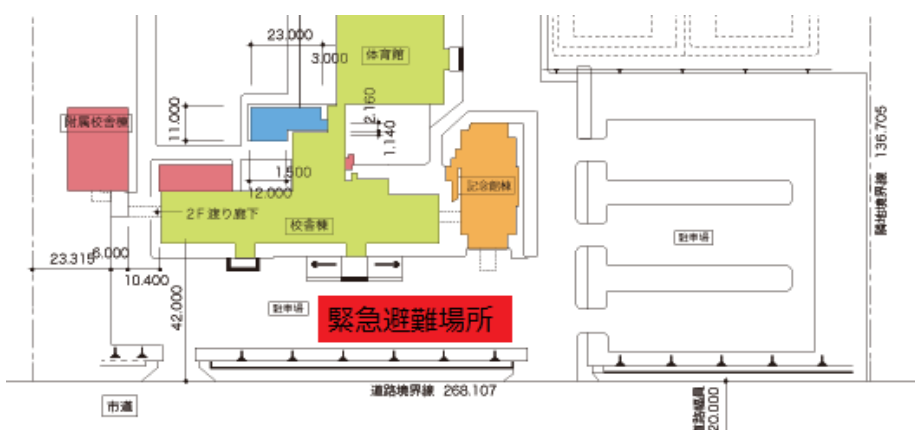 23.000
3.000
体育館
附属校舎棟
11.000
2.160
1.140
1.500
12.000
記念館棟
2F渡り廊下
校舎棟
駐車場
隣地境界線 136.705
23.315
6.000
10.400
42.000
駐車場
緊急避難場所
道路境界線 268.107
市道
道路幅員
20.000